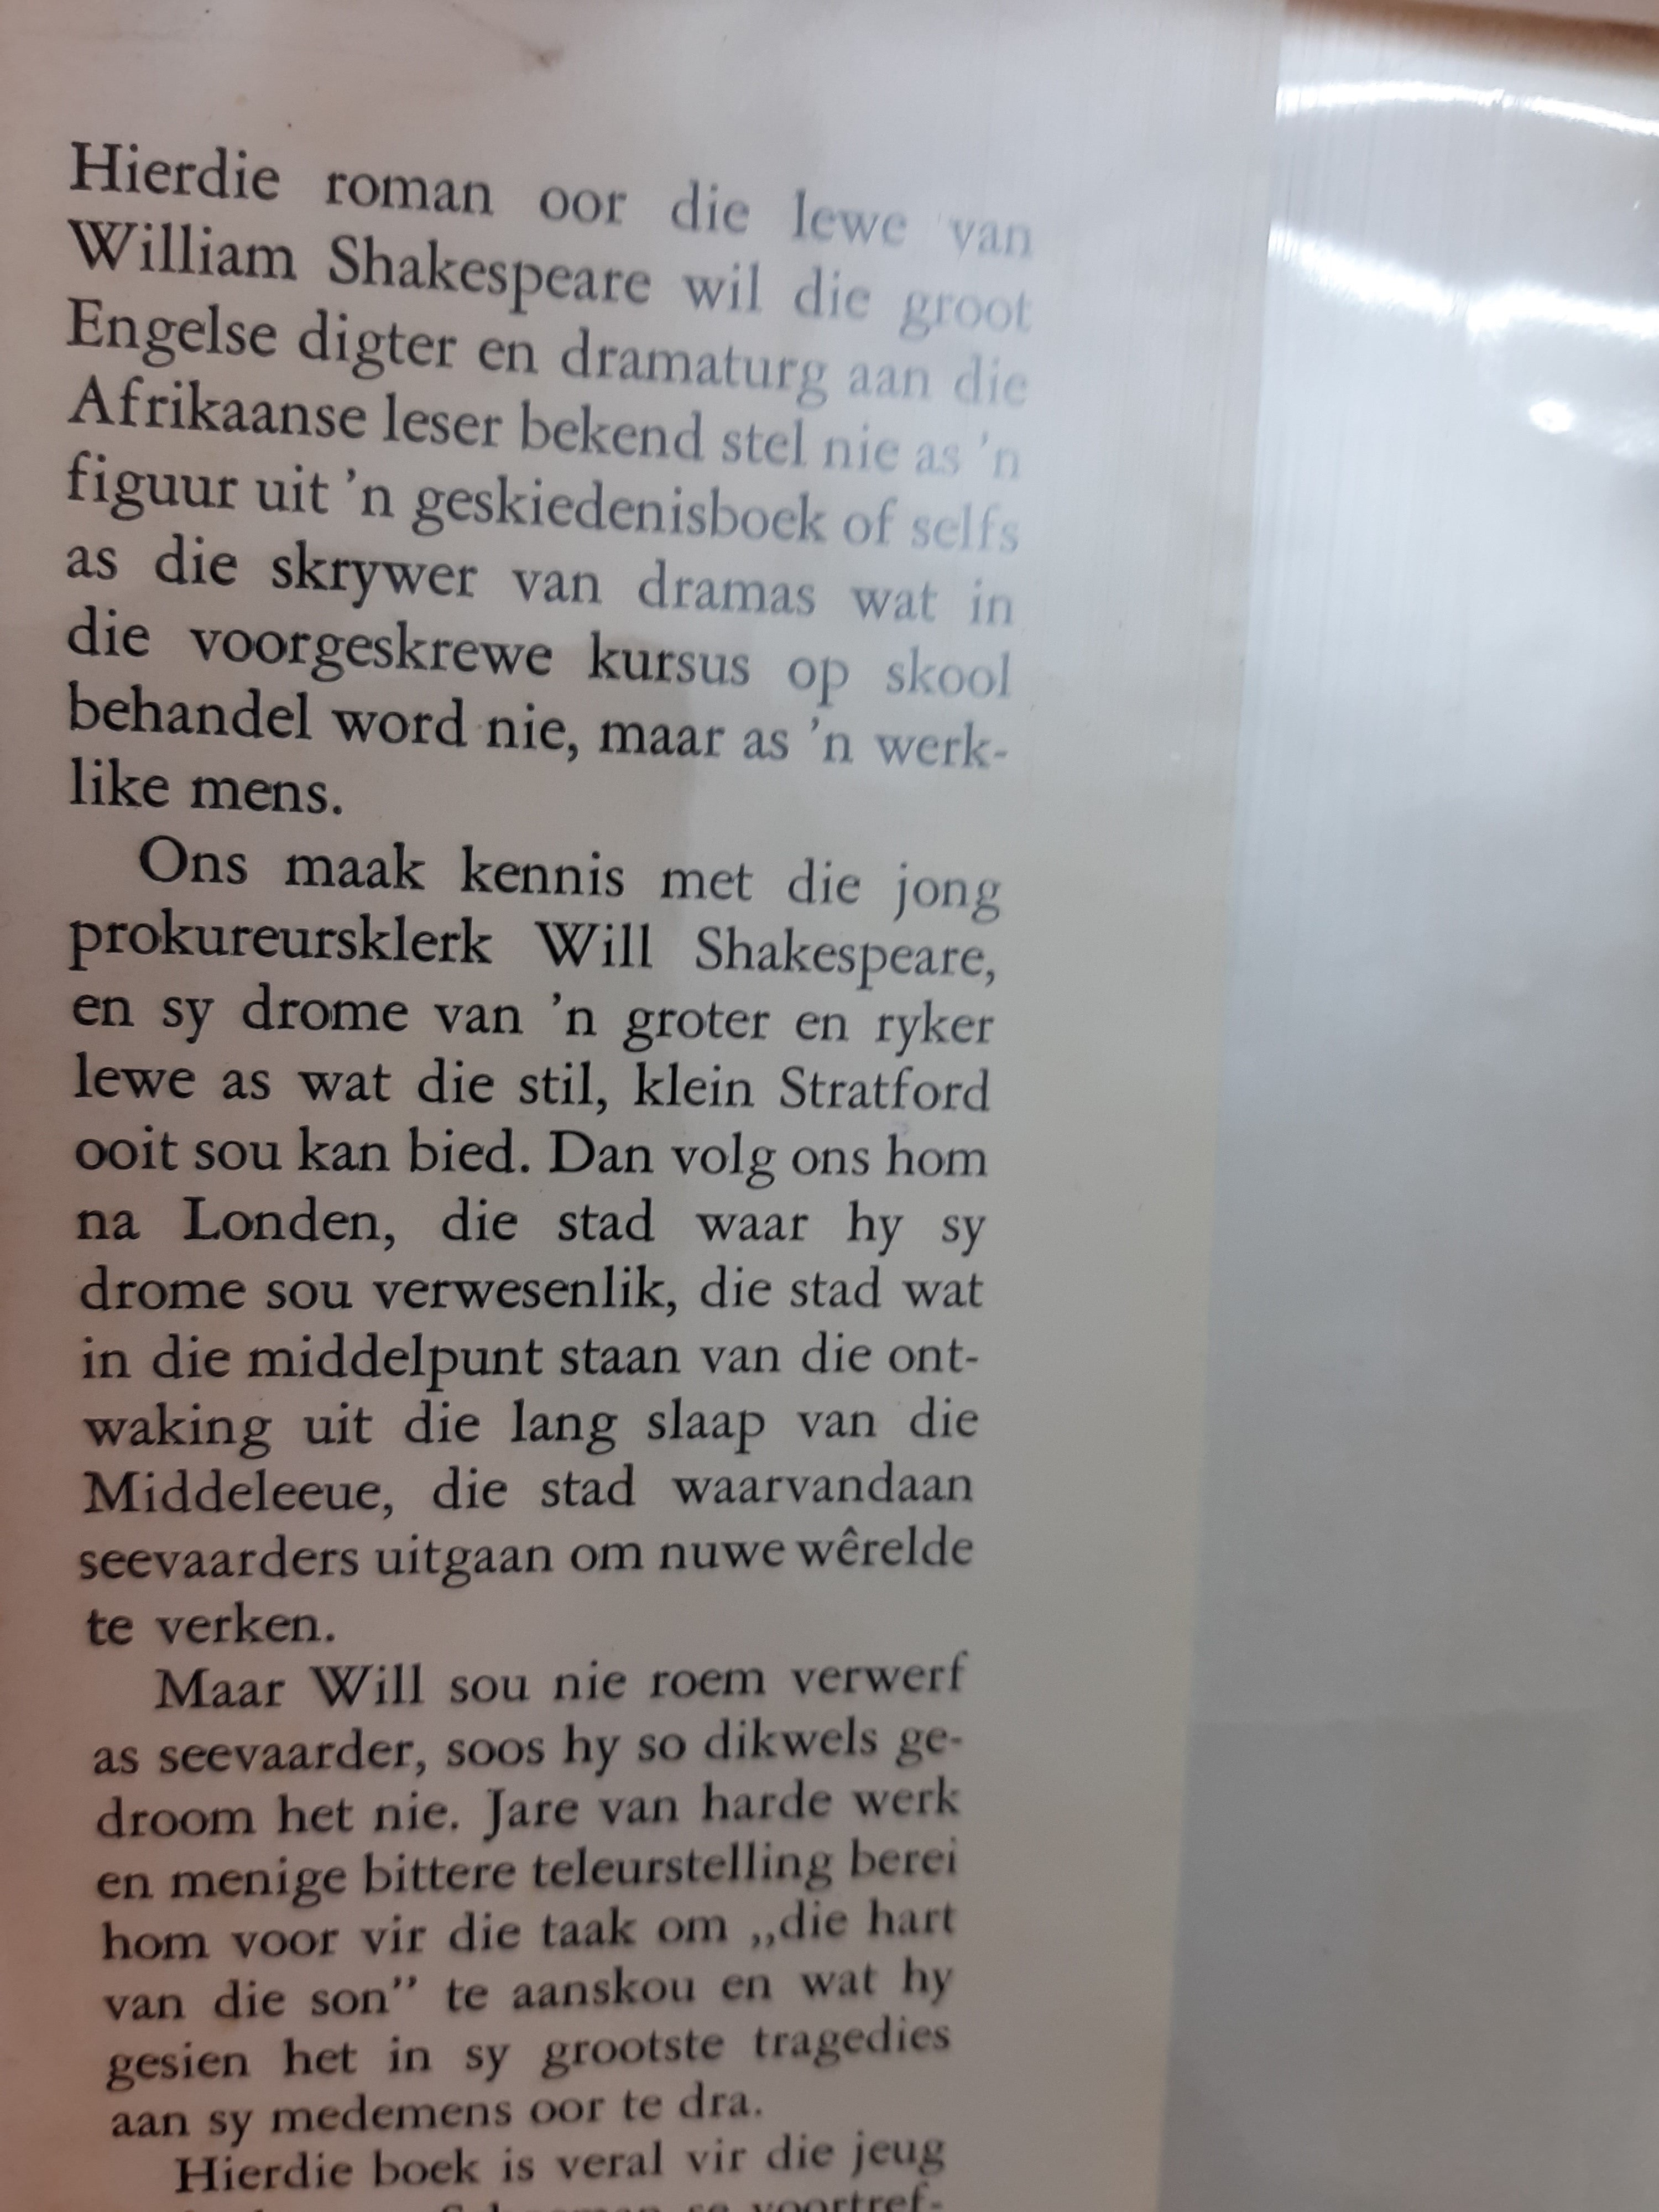 Hierdie roman oor die lewe van
William Shakespeare wil die groot
Engelse digter en dramaturg aan die
Afrikaanse leser bekend stel nie as 'n
figuur uit 'n geskiedenisboek of selfs
as die skrywer van dramas wat in
die voorgeskrewe kursus op skool
behandel word nie, maar as 'n werk-
like mens.
Ons maak kennis met die jong
prokureursklerk Will Shakespeare,
en sy drome van 'n groter en ryker
lewe as wat die stil, klein Stratford
ooit sou kan bied. Dan volg ons hom
na Londen, die stad waar hy sy
drome sou verwesenlik, die stad wat
in die middelpunt staan van die ont-
waking uit die lang slaap van die
Middeleeue, die stad waarvandaan
seevaarders uitgaan om nuwe wêrelde
te verken.
Maar Will sou nie roem verwerf
as seevaarder, soos hy so dikwels ge-
droom het nie. Jare van harde werk
en menige bittere teleurstelling berei
hom voor vir die taak om „die hart
van die son” te aanskou en wat hy
gesien het in sy grootste tragedies
aan sy medemens oor te dra.
Hierdie boek is veral vir die jeug
se voortref-